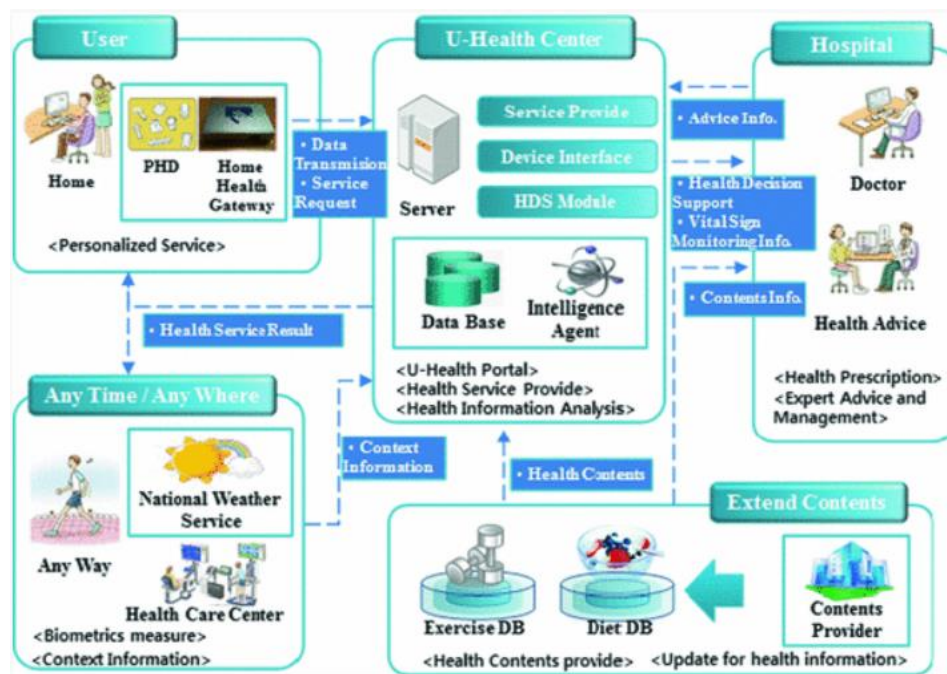 User
Home
PHD
Home
Health
Gateway
<Personalized Service>
• Data
Transmision
• Service
Request
U-Health Center
Server
Service Provide
Device Interface
HDS Module
Data Base
Intelligence
Agent
<U-Health Portal>
<Health Service Provide>
<Health Information Analysis>
Hospital
• Advice Info.
• Health Decision
Support
• Vital Sign
Monitoring Info.
• Contents Info.
Doctor
Health Advice
<Health Prescription>
<Expert Advice and
Management>
• Health Service Result
Any Time / Any Where
National Weather
Service
Any Way
Health Care Center
<Biometrics measure>
<Context Information>
• Context
Information
• Health Contents
Extend Contents
Exercise DB
Diet DB
Contents
Provider
<Health Contents provide>
<Update for health information>